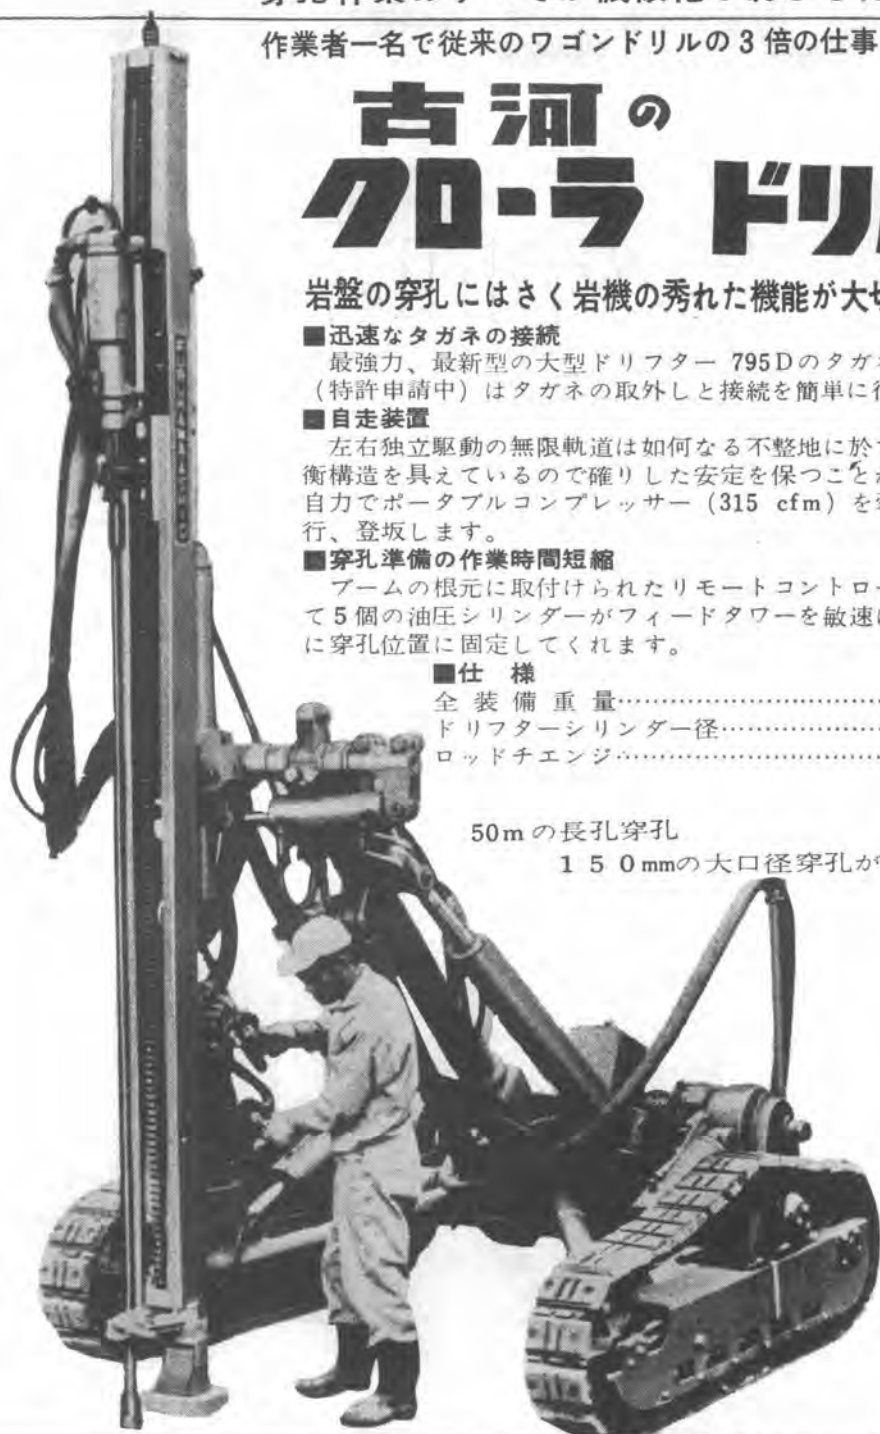 作業者一名で従来のワゴンドリルの3倍の仕事
古河の
クローラ ドリ
岩盤の穿孔にはさく岩機の秀れた機能が大切
■迅速なタガネの接続
最強力、最新型の大型ドリフター 795Dのタガネ
(特許申請中)はタガネの取外しと接続を簡単に行
■自走装置
左右独立駆動の無限軌道は如何なる不整地に於て
衡構造を具えているので確りした安定を保つことが
自力でポータブルコンプレッサー (315 cfm) を
行、登坂します。
■穿孔準備の作業時間短縮
ブームの根元に取付けられたリモートコントロー
て5個の油圧シリンダーがフィードタワーを敏速に
に穿孔位置に固定してくれます。
■仕 様
全装備重量……………………………
ドリフターシリンダー径………………
ロッドチエンジ…………………………
50mの長孔穿孔
150mmの大口径穿孔が